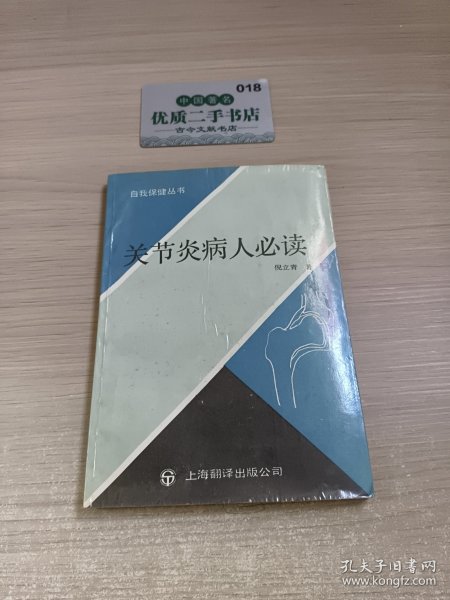 018
中国著名
优质二手书店
古今文献书店
自我保健丛书
关节炎病人必读
倪立青
上海翻译出版公司
孔夫子旧书网
www.kongfz.com